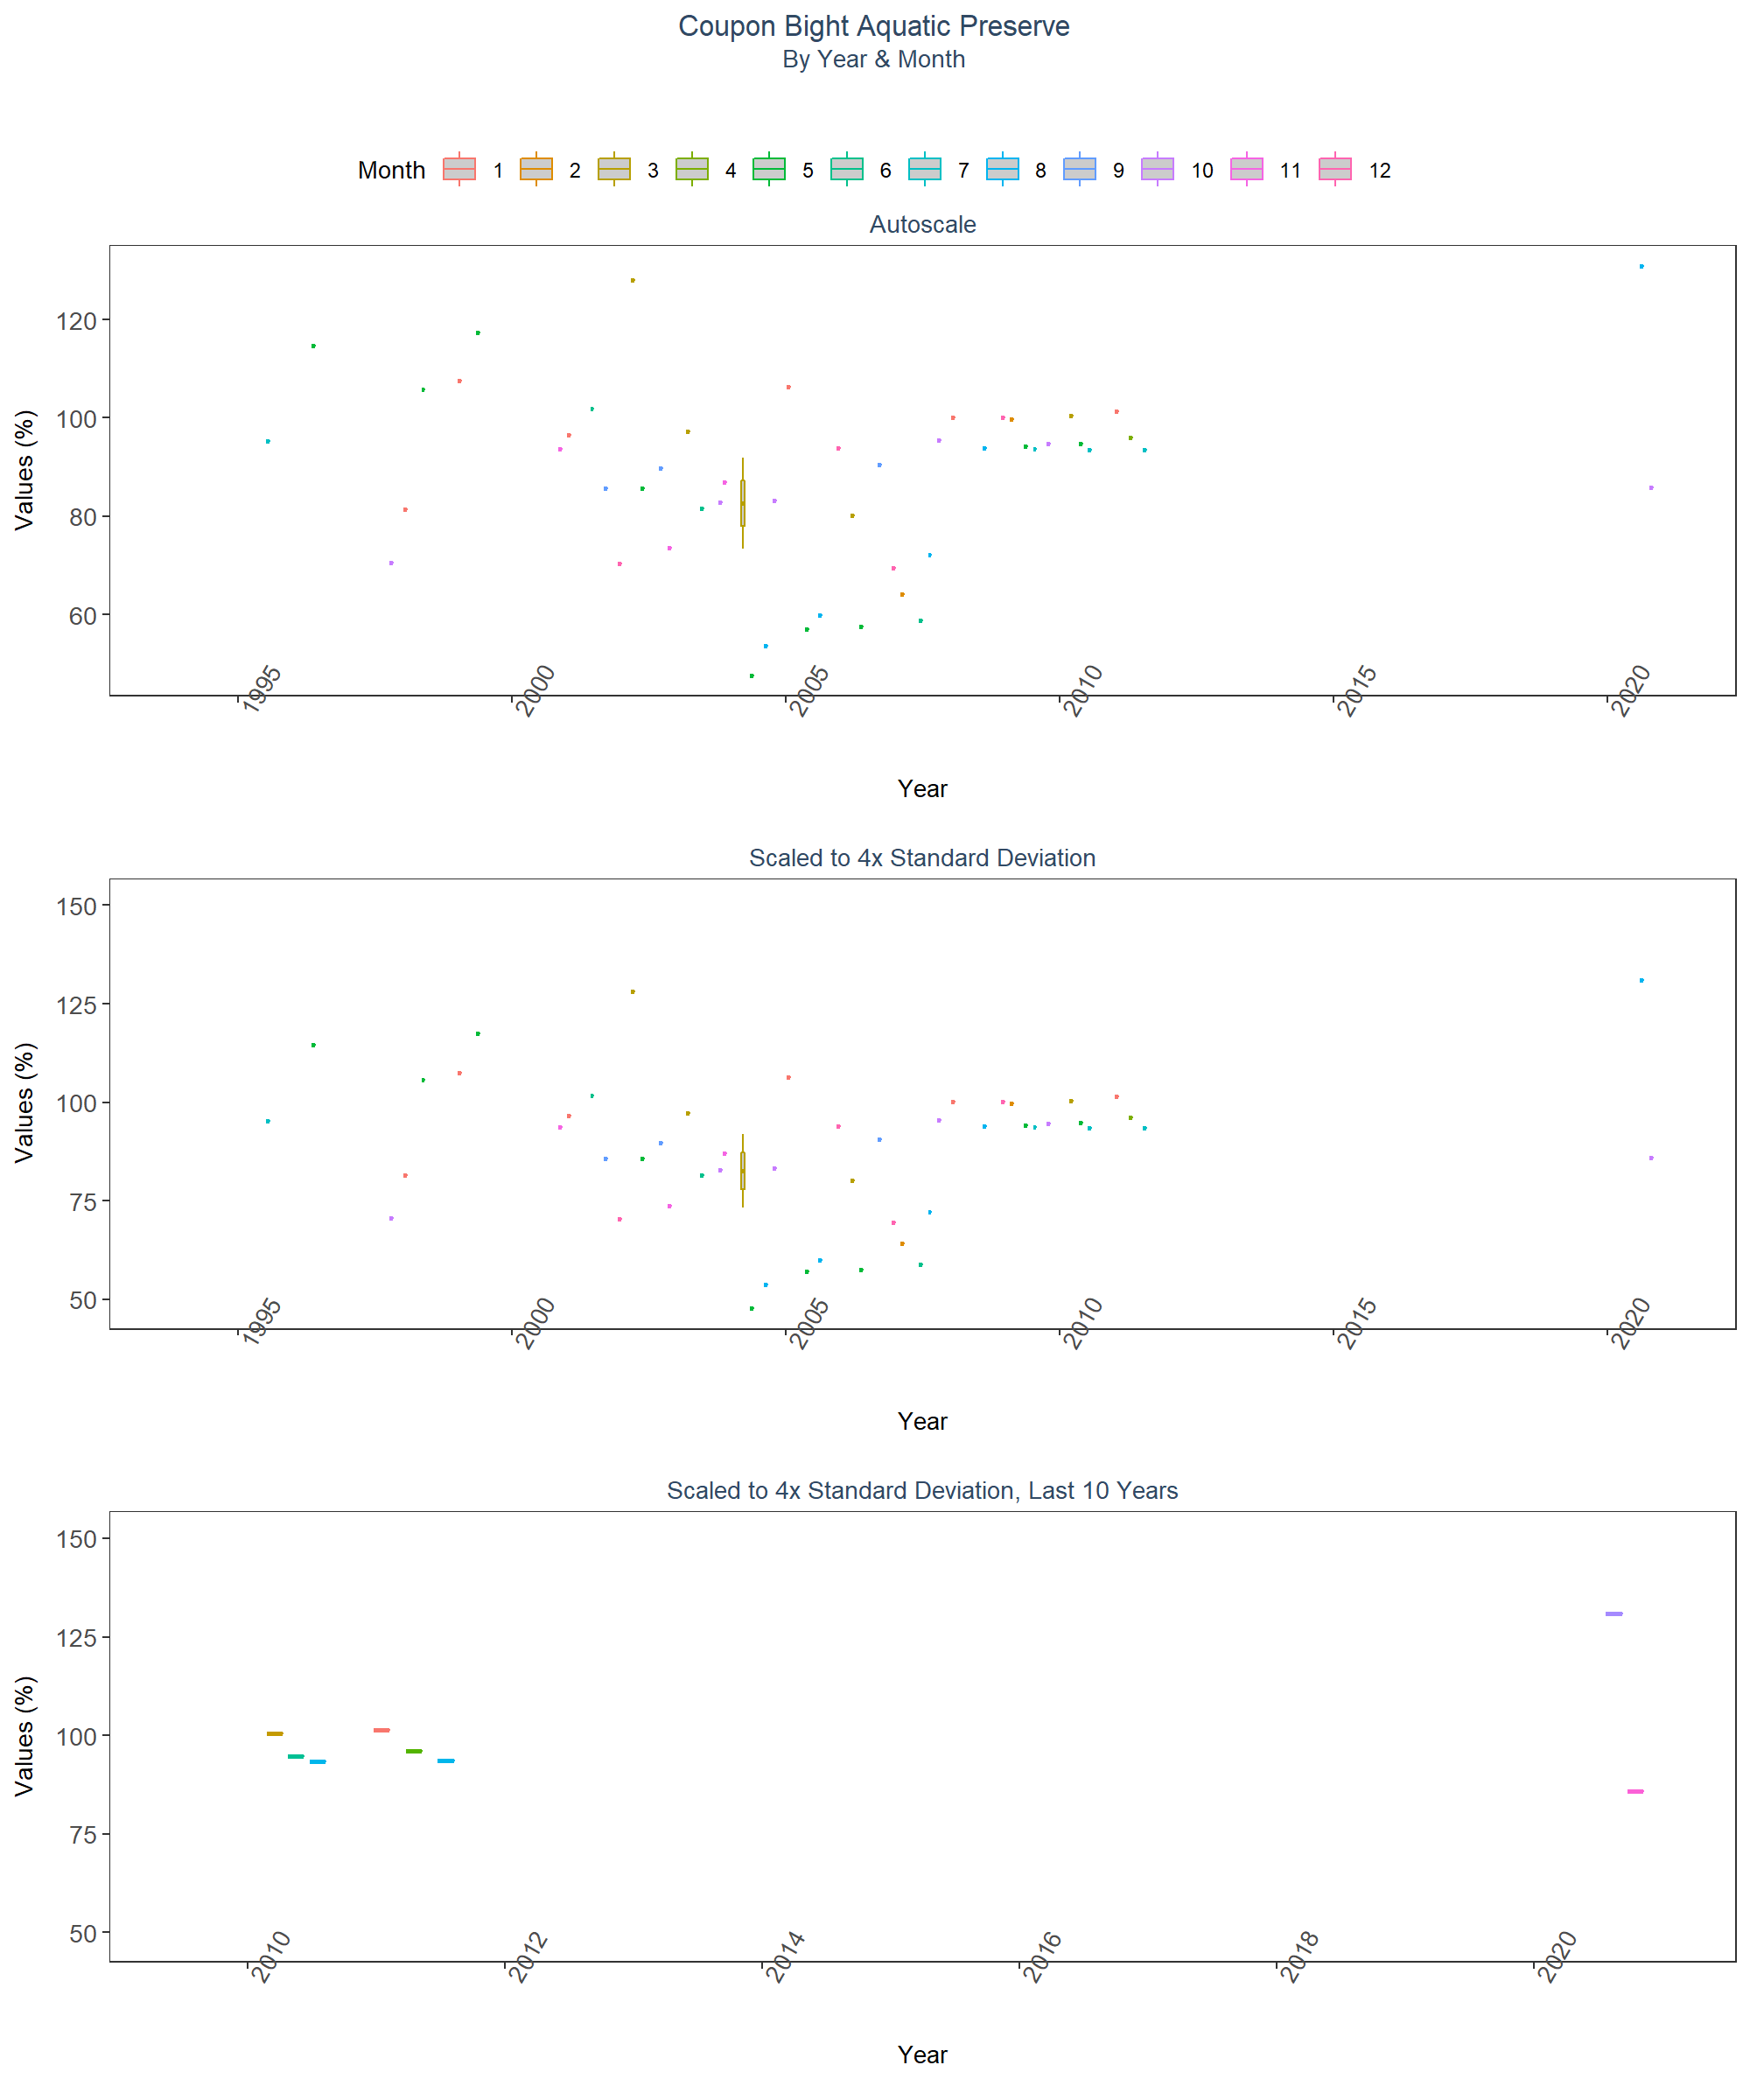 Coupon Bight Aquatic Preserve
By Year & Month
Month 1 2 3 4 5 6 7 8 9 10 11 12
Autoscale
Values (%)
120
100
80
60
1995 2000 2005 2010 2015 2020
Year
Scaled to 4x Standard Deviation
Values (%)
150
125
100
75
50
1995 2000 2005 2010 2015 2020
Year
Scaled to 4x Standard Deviation, Last 10 Years
Values (%)
150
125
100
75
50
2010 2012 2014 2016 2018 2020
Year